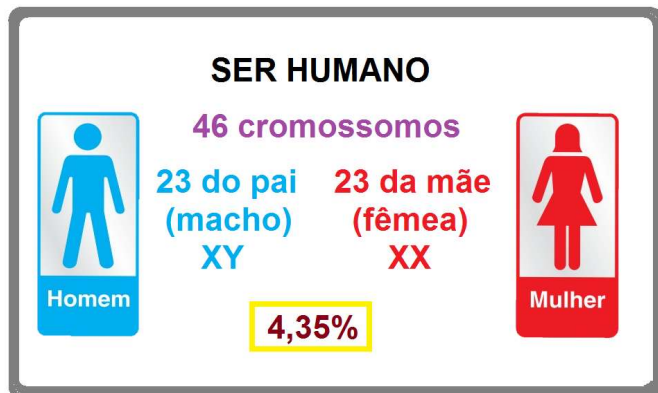 SER HUMANO
46 cromossomos
23 do pai
(macho)
XY
23 da mãe
(fêmea)
XX
Homem
Mulher
4,35%